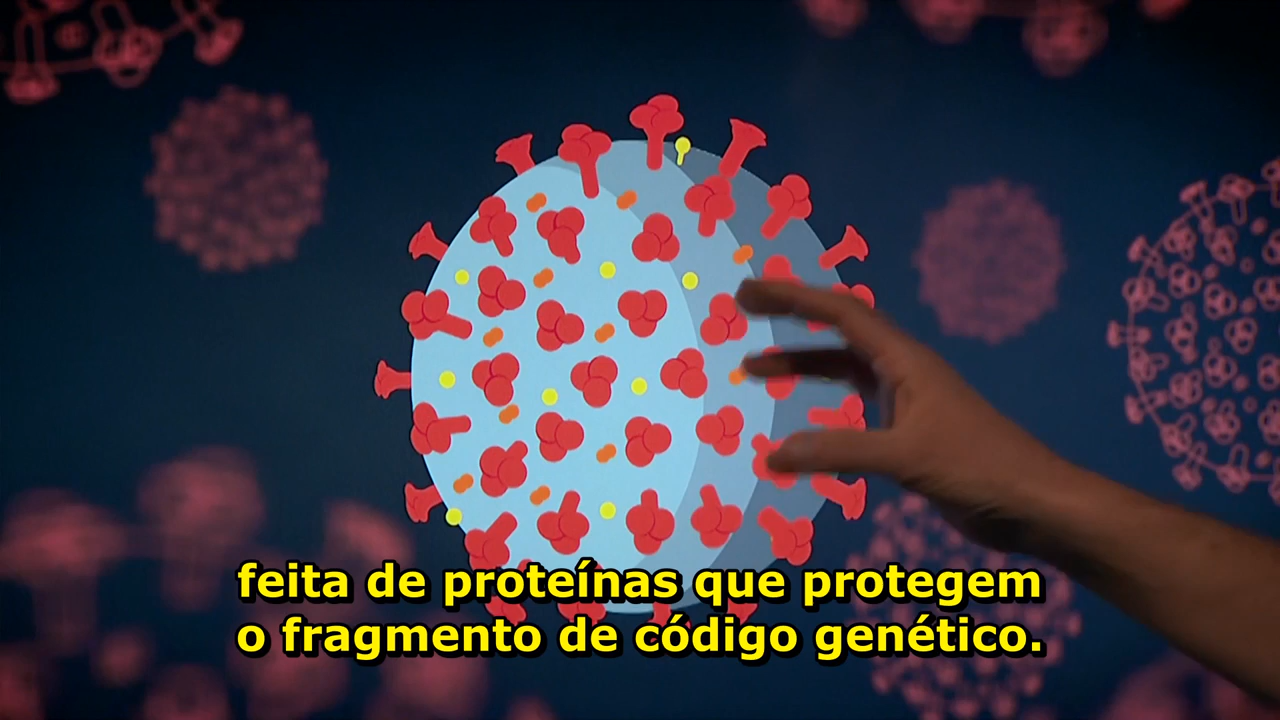 feita de proteínas que protegem
o fragmento de código genético.